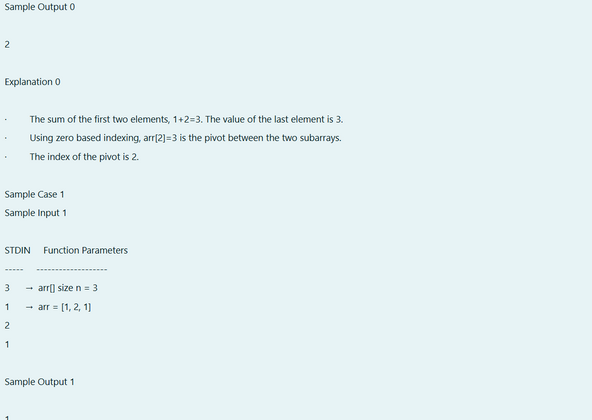 Sample Output 0
2
Explanation 0
· The sum of the first two elements, 1+2=3. The value of the last element is 3.
· Using zero based indexing, arr[2]=3 is the pivot between the two subarrays.
· The index of the pivot is 2.
Sample Case 1
Sample Input 1
STDIN Function Parameters
----- -------------------
3 → arr[] size n = 3
1 → arr = [1, 2, 1]
2
1
Sample Output 1
1